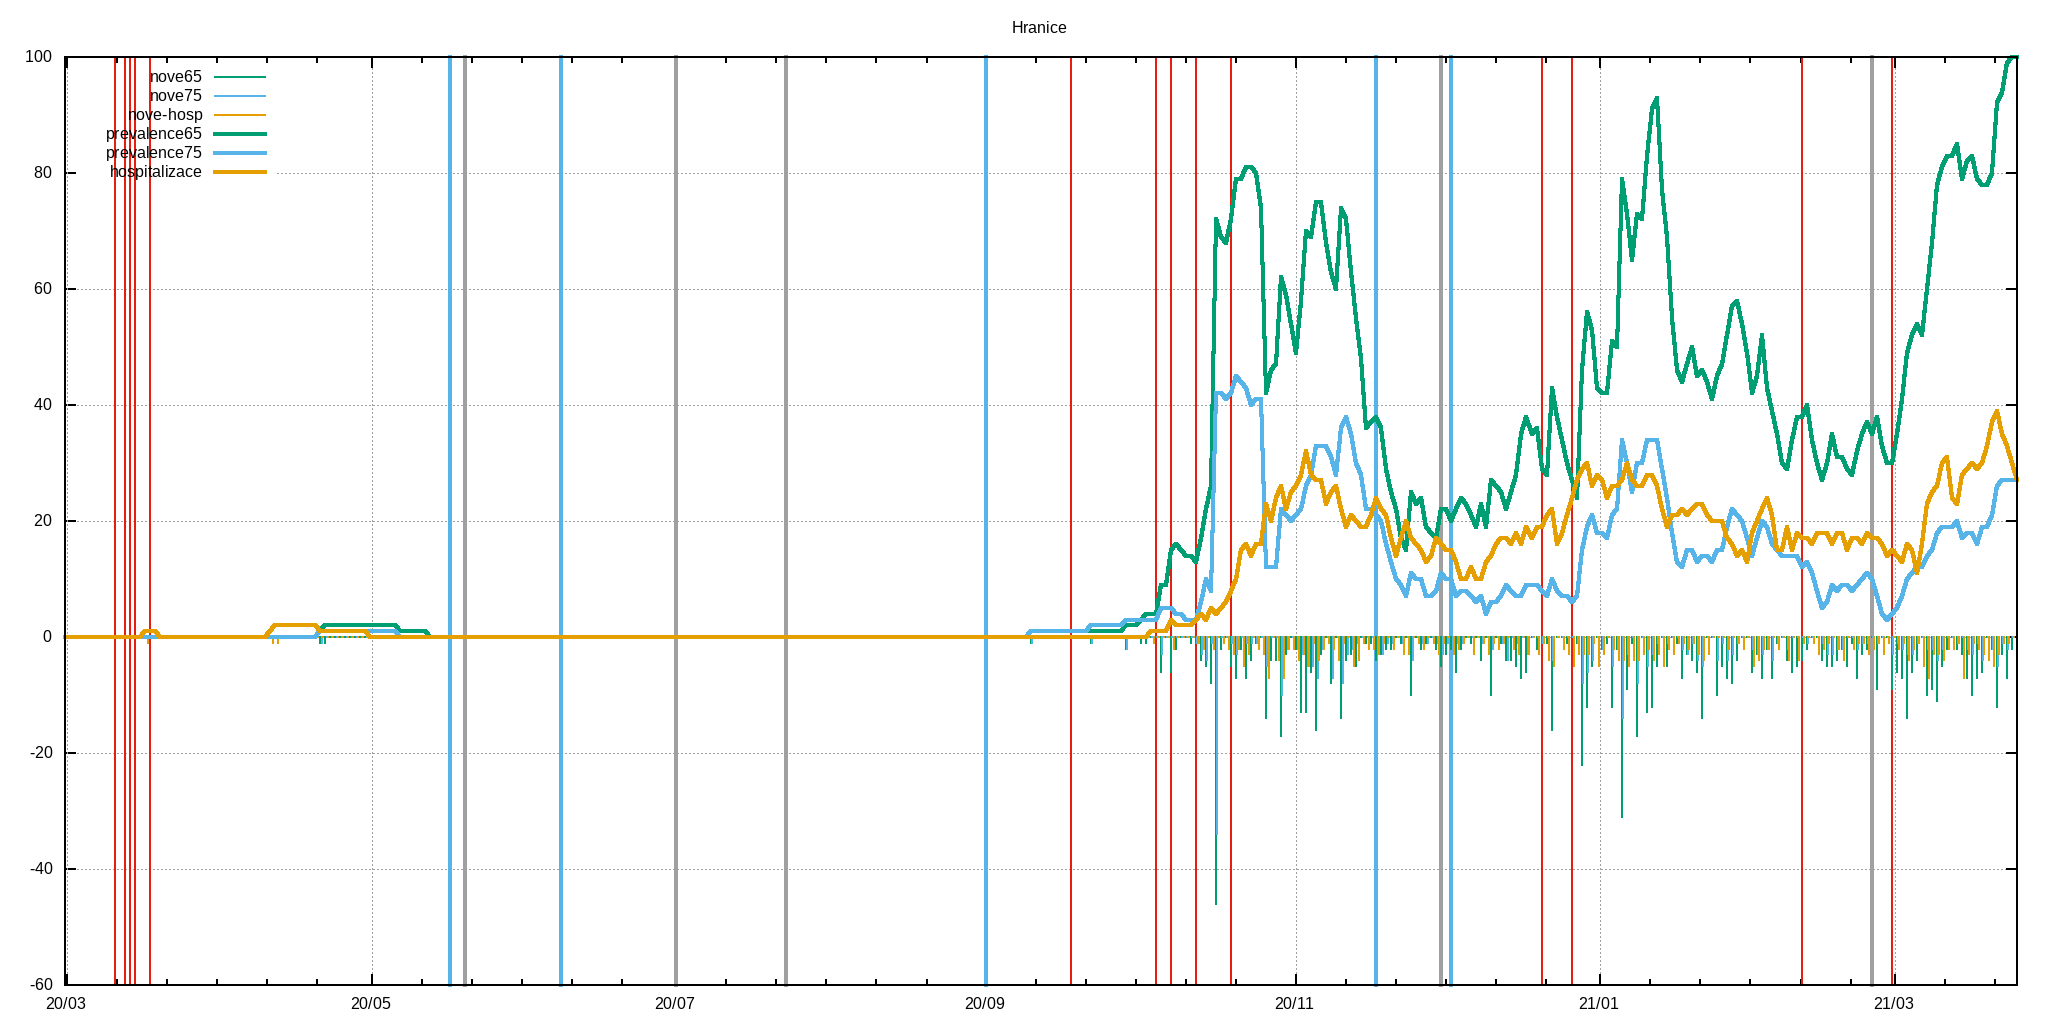 Hranice
100
80
60
40
20
0
-20
-40
-60
nove65
nove75
nove-hosp
prevalence65
prevalence75
hospitalizace
20/03 20/05 20/07 20/09 20/11 21/01 21/03